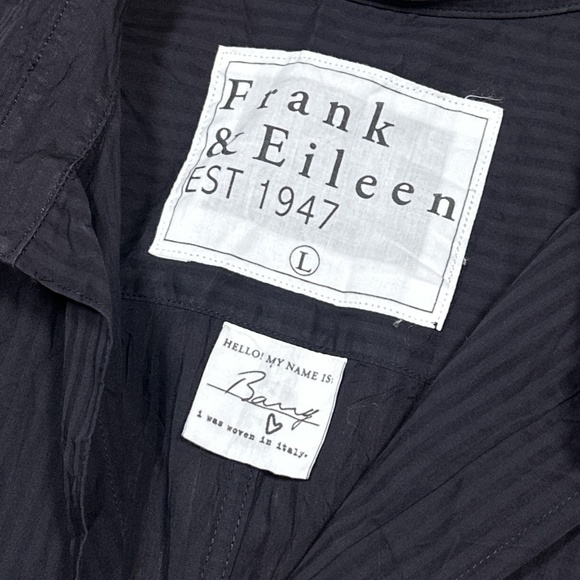 Frank
& Eileen
EST 1947
L
HELLO! MY NAME IS:
Barry
i was woven in italy.